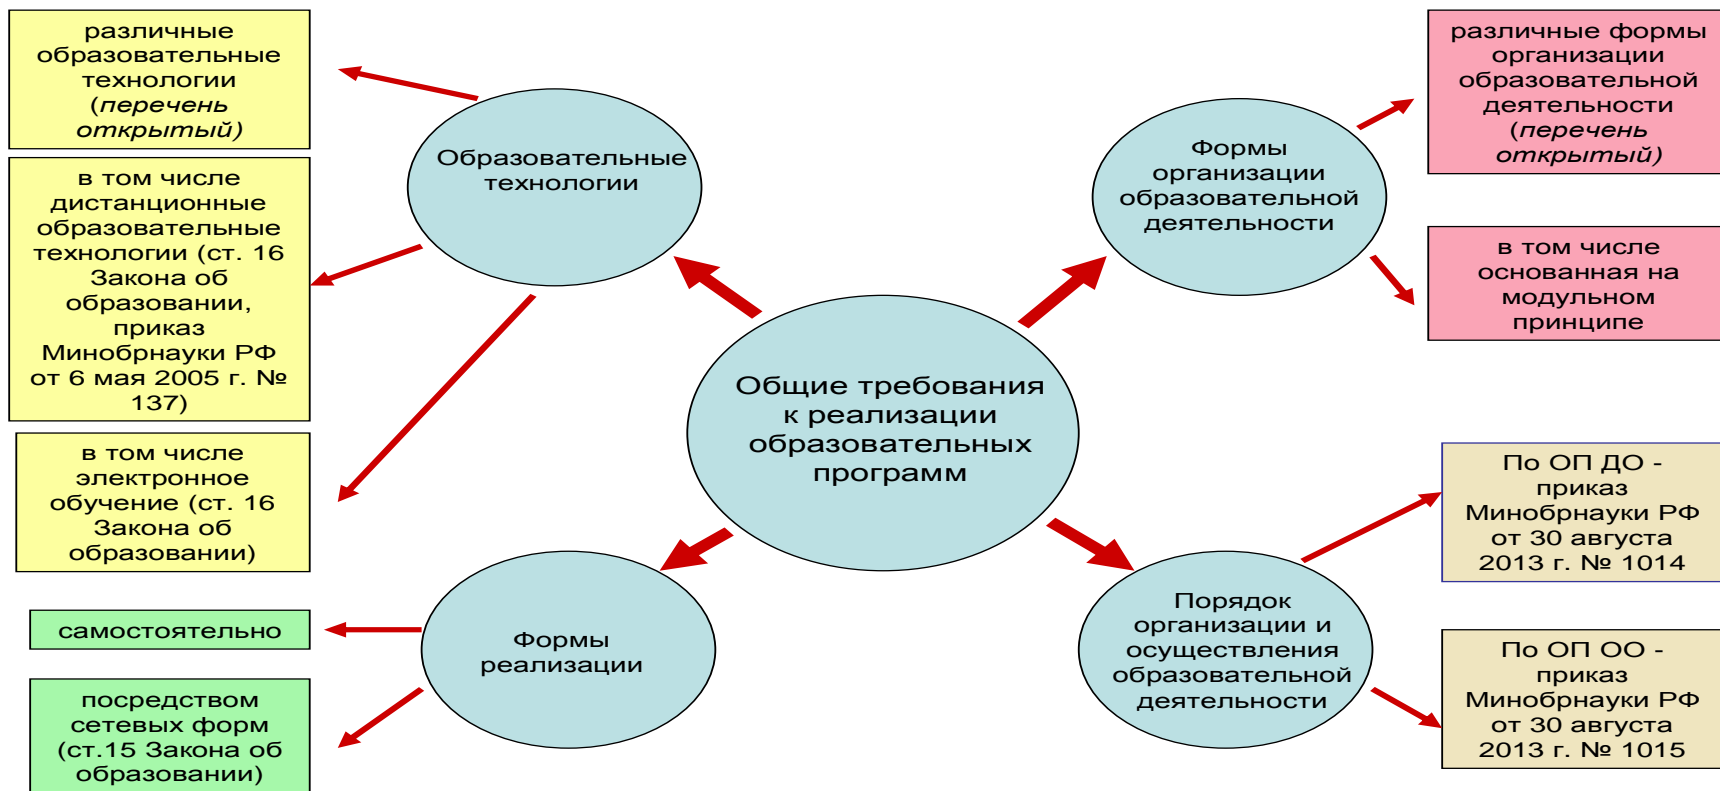 различные
образовательные
технологии
(перечень
открытый)
в том числе
дистанционные
образовательные
технологии (ст. 16
Закона об
образовании,
приказ
Минобрнауки РФ
от 6 мая 2005 г. №
137)
в том числе
электронное
обучение (ст. 16
Закона об
образовании)
самостоятельно
посредством
сетевых форм
(ст.15 Закона об
образовании)
Образовательные
технологии
Формы
реализации
Общие требования
к реализации
образовательных
программ
Формы
организации
образовательной
деятельности
Порядок
организации и
осуществления
образовательной
деятельности
различные формы
организации
образовательной
деятельности
(перечень
открытый)
в том числе
основанная на
модульном
принципе
По ОП ДО -
приказ
Минобрнауки РФ
от 30 августа
2013 г. № 1014
По ОП ОО -
приказ
Минобрнауки РФ
от 30 августа
2013 г. № 1015